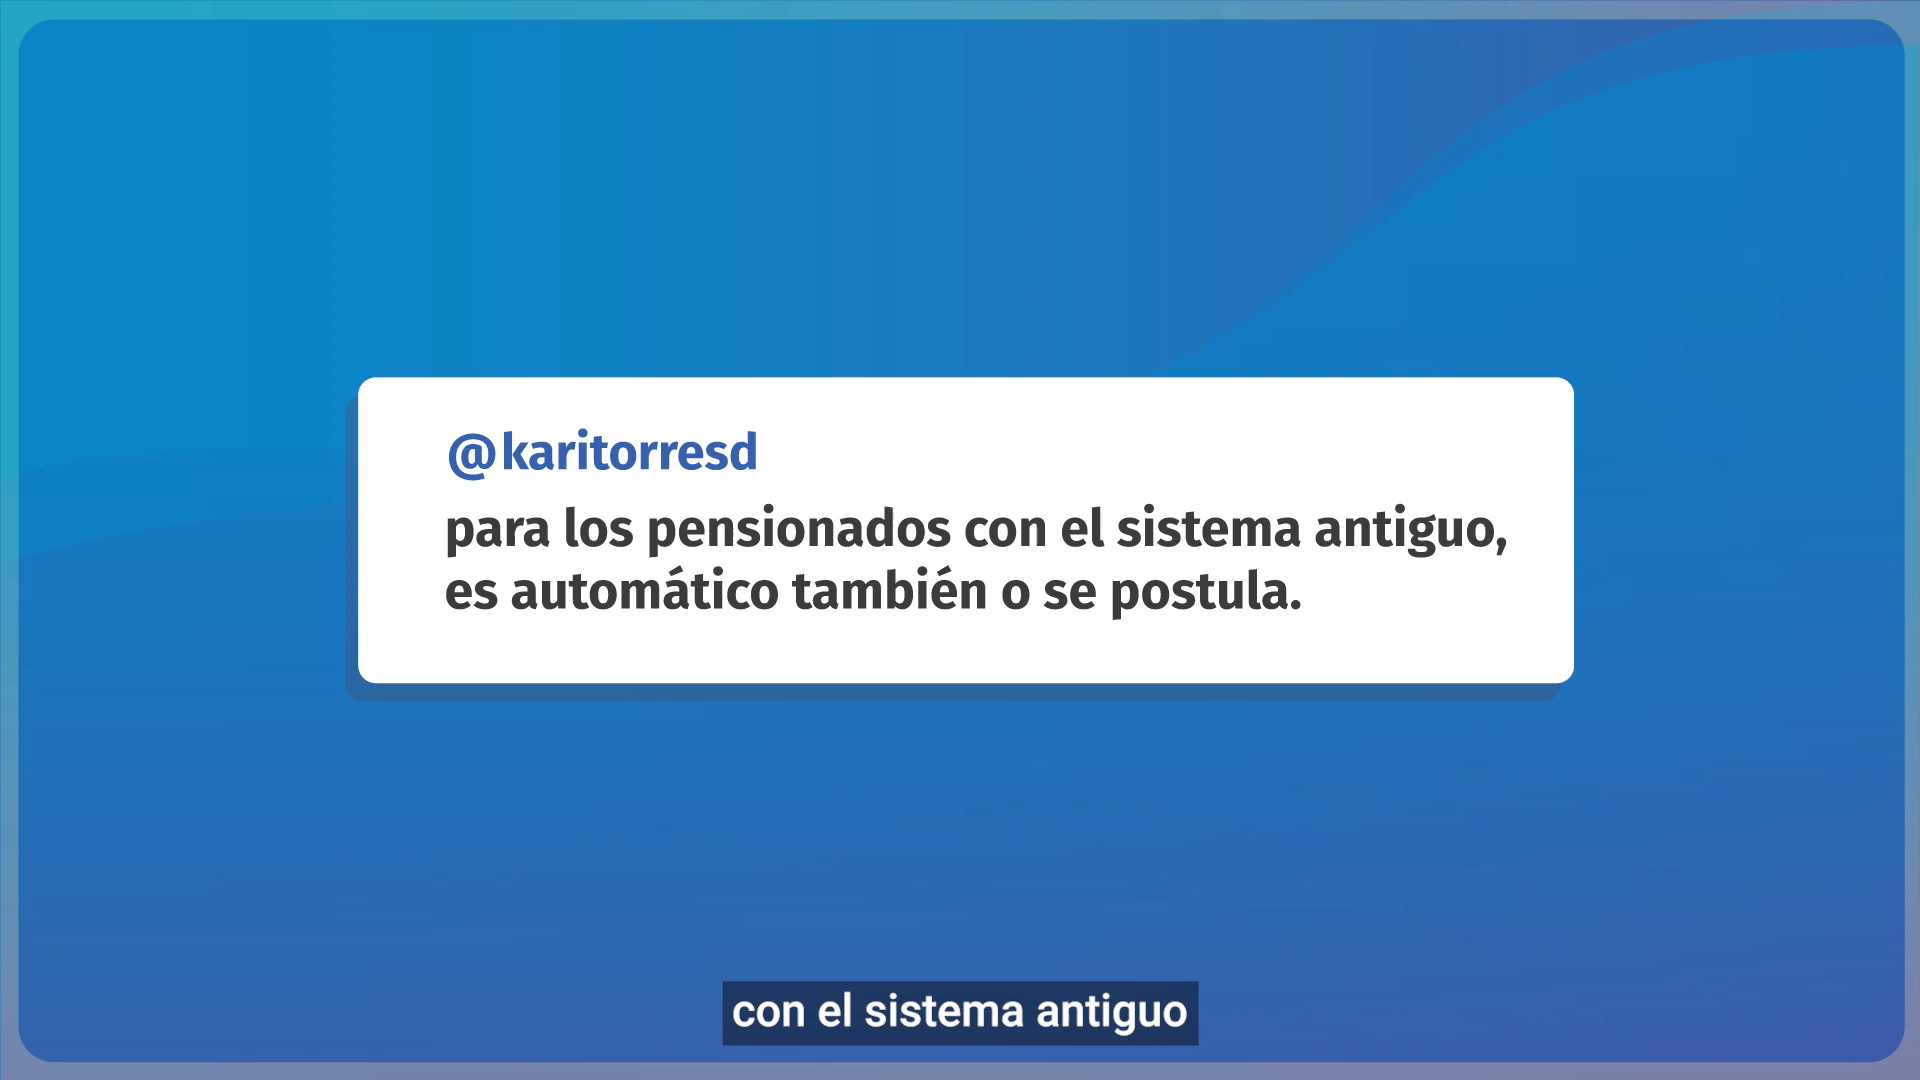 @karitorresd
para los pensionados con el sistema antiguo,
es automático también o se postula.
con el sistema antiguo